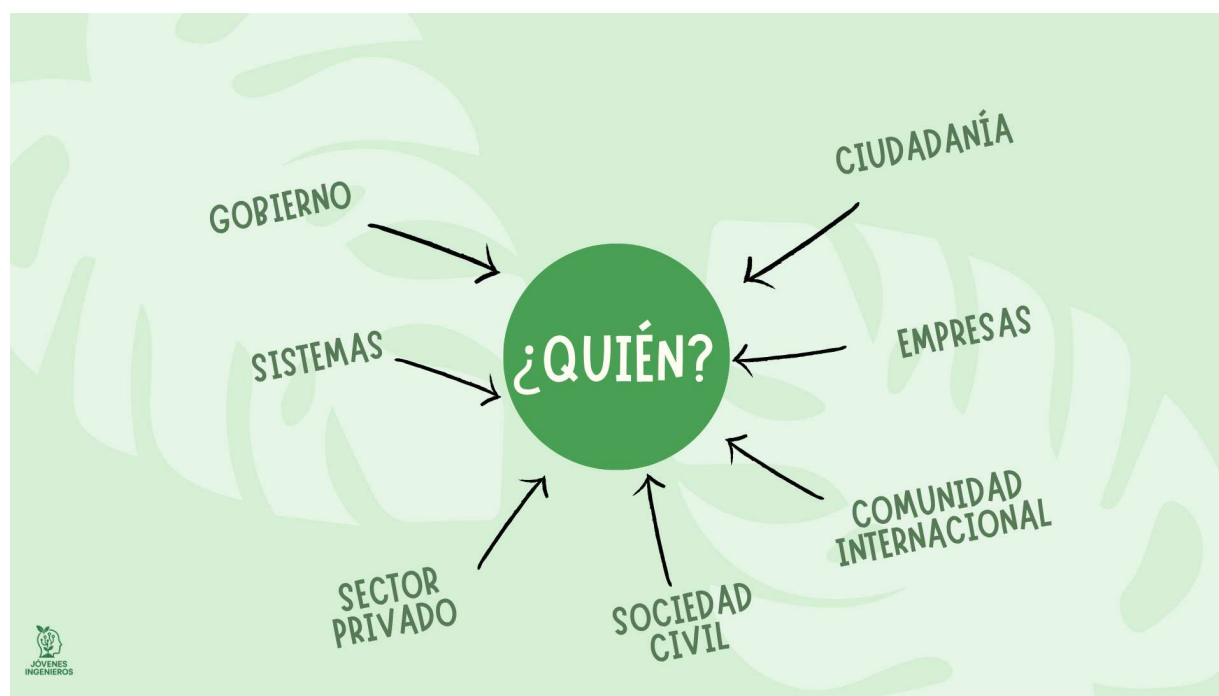 CIUDADANÍA
GOBIERNO
EMPRESAS
SISTEMAS
¿QUIÉN?
COMUNIDAD
INTERNACIONAL
SECTOR
PRIVADO
SOCIEDAD
CIVIL
JÓVENES
INGENIEROS